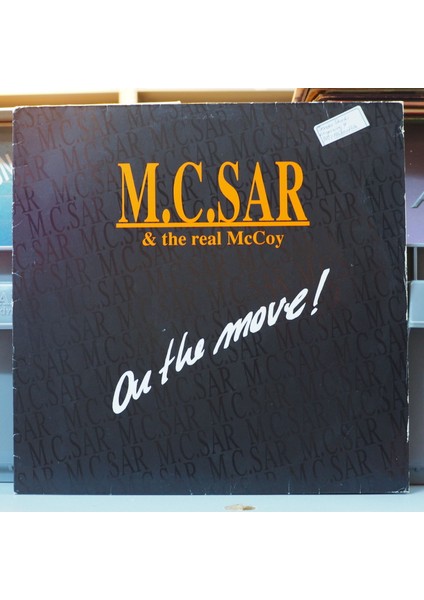 M.C.SAR
& the real McCoy
On the move!